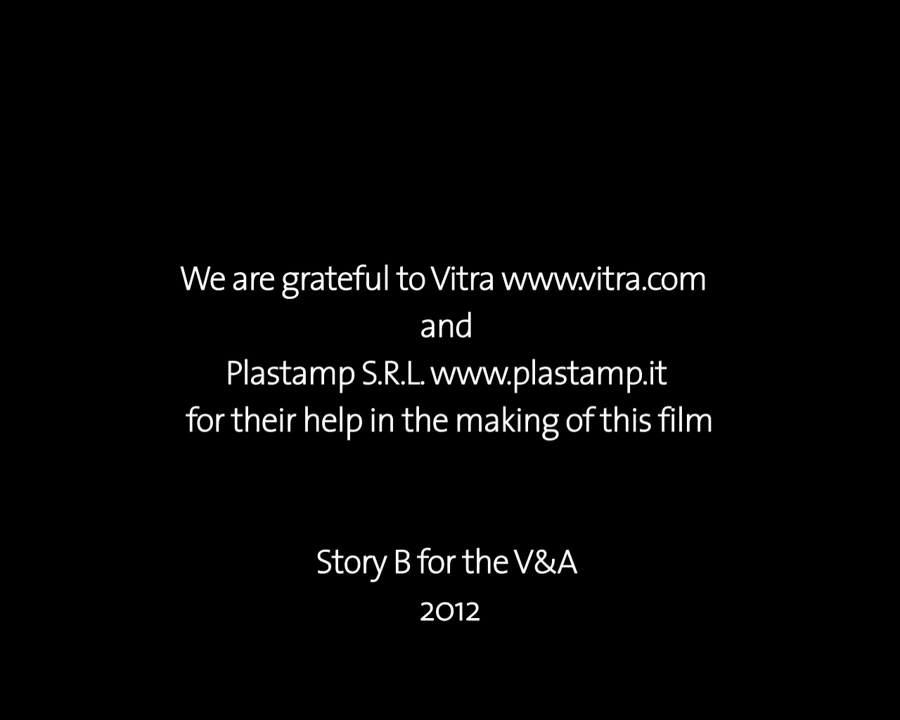 We are grateful to Vitra www.vitra.com
and
Plastamp S.R.L. www.plastamp.it
for their help in the making of this film
Story B for the V&A
2012